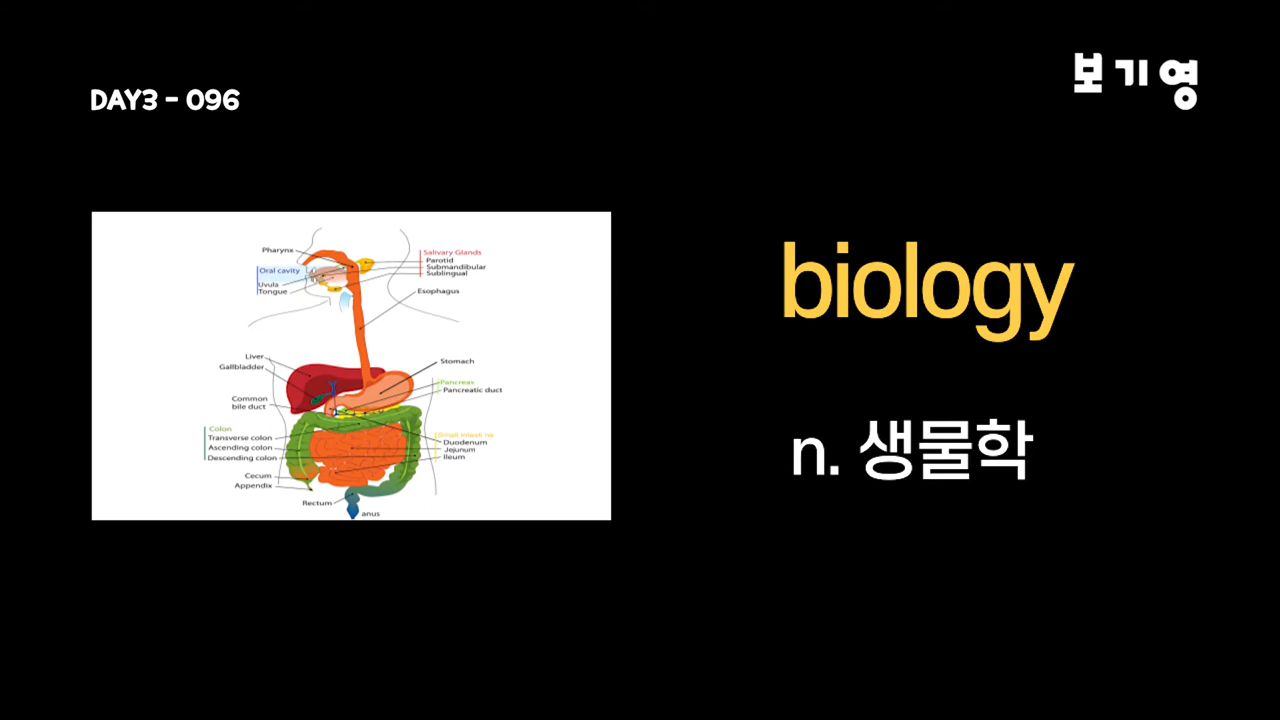 DAY3 - 096
보기영
Pharynx
Oral cavity
Uvula
Tongue
Salivary Glands
Parotid
Submandibular
Sublingual
Esophagus
Liver
Gallbladder
Common
bile duct
Stomach
Pancreas
Pancreatic duct
Colon
Transverse colon
Ascending colon
Descending colon
Cecum
Appendix
Duodenum
Jejunum
Ileum
Rectum
anus
biology
n. 생물학